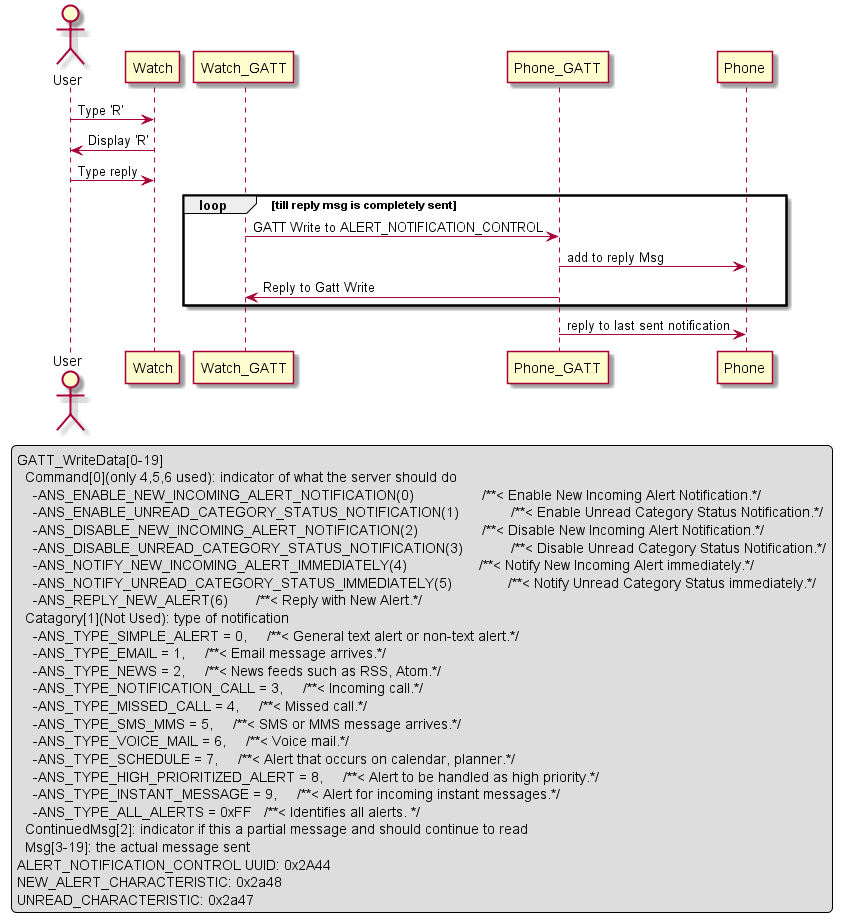 User
Watch
Watch_GATT
Phone_GATT
Phone
Type 'R'
Display 'R'
Type reply
loop [till reply msg is completely sent]
GATT Write to ALERT_NOTIFICATION_CONTROL
add to reply Msg
Reply to Gatt Write
reply to last sent notification
User
Watch
Watch_GATT
Phone_GATT
Phone
GATT_WriteData[0-19]
Command[0](only 4,5,6 used): indicator of what the server should do
-ANS_ENABLE_NEW_INCOMING_ALERT_NOTIFICATION(0) /**< Enable New Incoming Alert Notification.*/
-ANS_ENABLE_UNREAD_CATEGORY_STATUS_NOTIFICATION(1) /**< Enable Unread Category Status Notification.*/
-ANS_DISABLE_NEW_INCOMING_ALERT_NOTIFICATION(2) /**< Disable New Incoming Alert Notification.*/
-ANS_DISABLE_UNREAD_CATEGORY_STATUS_NOTIFICATION(3) /**< Disable Unread Category Status Notification.*/
-ANS_NOTIFY_NEW_INCOMING_ALERT_IMMEDIATELY(4) /**< Notify New Incoming Alert immediately.*/
-ANS_NOTIFY_UNREAD_CATEGORY_STATUS_IMMEDIATELY(5) /**< Notify Unread Category Status immediately.*/
-ANS_REPLY_NEW_ALERT(6) /**< Reply with New Alert.*/
Catagory[1](Not Used): type of notification
-ANS_TYPE_SIMPLE_ALERT = 0, /**< General text alert or non-text alert.*/
-ANS_TYPE_EMAIL = 1, /**< Email message arrives.*/
-ANS_TYPE_NEWS = 2, /**< News feeds such as RSS, Atom.*/
-ANS_TYPE_NOTIFICATION_CALL = 3, /**< Incoming call.*/
-ANS_TYPE_MISSED_CALL = 4, /**< Missed call.*/
-ANS_TYPE_SMS_MMS = 5, /**< SMS or MMS message arrives.*/
-ANS_TYPE_VOICE_MAIL = 6, /**< Voice mail.*/
-ANS_TYPE_SCHEDULE = 7, /**< Alert that occurs on calendar, planner.*/
-ANS_TYPE_HIGH_PRIORITIZED_ALERT = 8, /**< Alert to be handled as high priority.*/
-ANS_TYPE_INSTANT_MESSAGE = 9, /**< Alert for incoming instant messages.*/
-ANS_TYPE_ALL_ALERTS = 0xFF /**< Identifies all alerts. */
ContinuedMsg[2]: indicator if this a partial message and should continue to read
Msg[3-19]: the actual message sent
ALERT_NOTIFICATION_CONTROL UUID: 0x2A44
NEW_ALERT_CHARACTERISTIC: 0x2a48
UNREAD_CHARACTERISTIC: 0x2a47